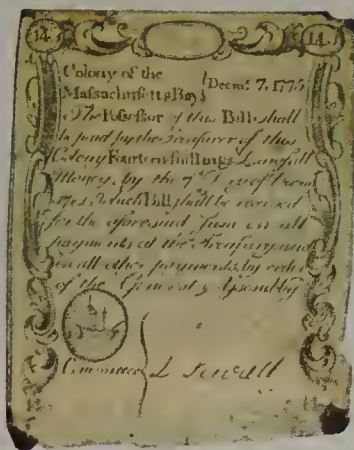 14. 14.
Colony of the } Decemr. 7. 1775
Massachusetts Bay }
The Possessor of this Bill shall
be paid by the Treasurer of this
Colony Fourteen Shillings Lawfull
Money, by the 7th. Decemr
which Bill shall be received
for the aforesaid Sum in all
payments at the Treasury and
in all other payments by order
of the General Assembly
Committee } L Sewall